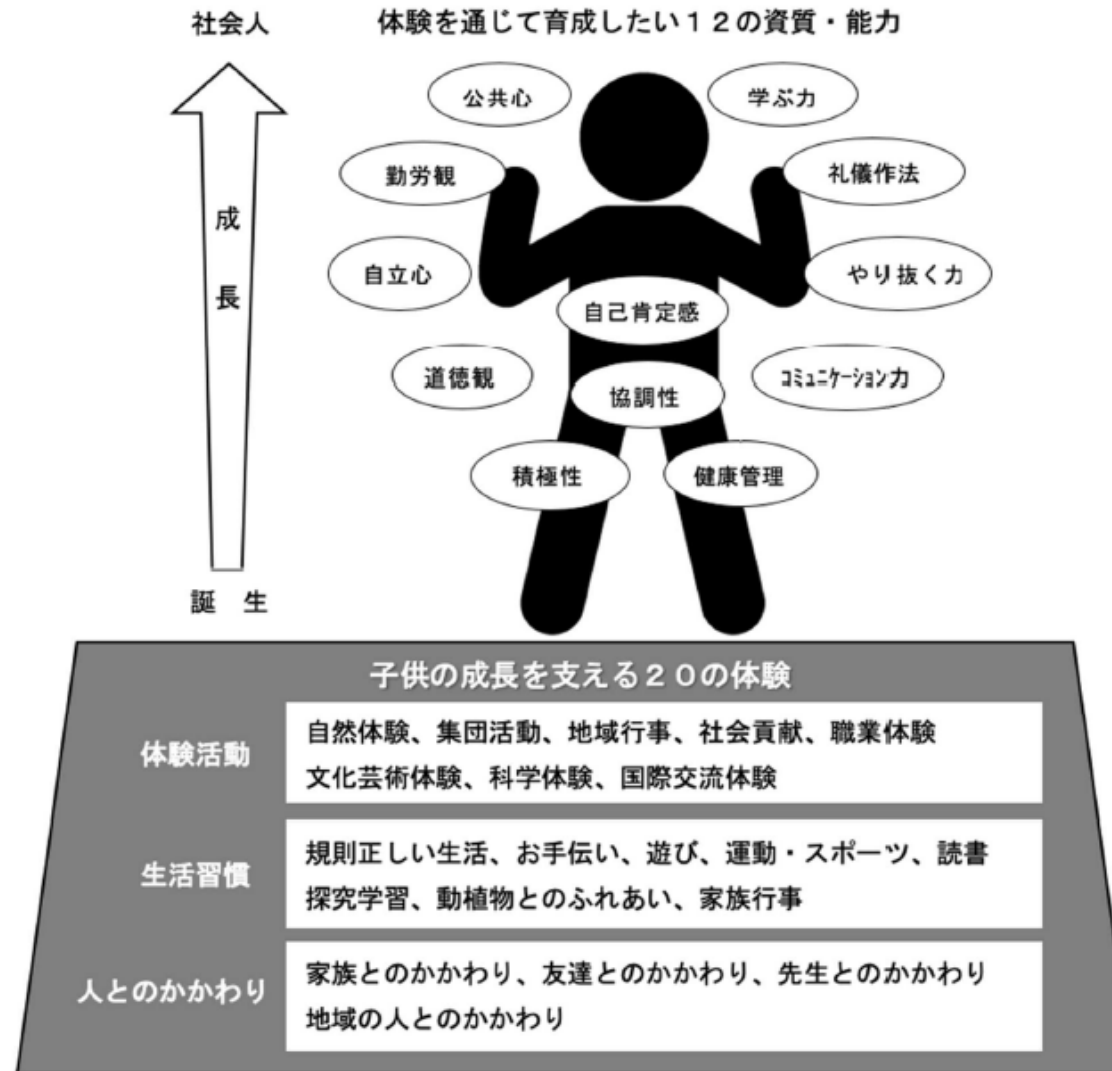 社会人
体験を通じて育成したい１２の資質・能力
公共心
学ぶ力
勤労観
礼儀作法
成長
自立心
やり抜く力
自己肯定感
道徳観
協調性
ｺﾐｭﾆｹｰｼｮﾝ力
積極性
健康管理
誕 生
子供の成長を支える２０の体験
体験活動
自然体験、集団活動、地域行事、社会貢献、職業体験
文化芸術体験、科学体験、国際交流体験
生活習慣
規則正しい生活、お手伝い、遊び、運動・スポーツ、読書
探究学習、動植物とのふれあい、家族行事
人とのかかわり
家族とのかかわり、友達とのかかわり、先生とのかかわり
地域の人とのかかわり